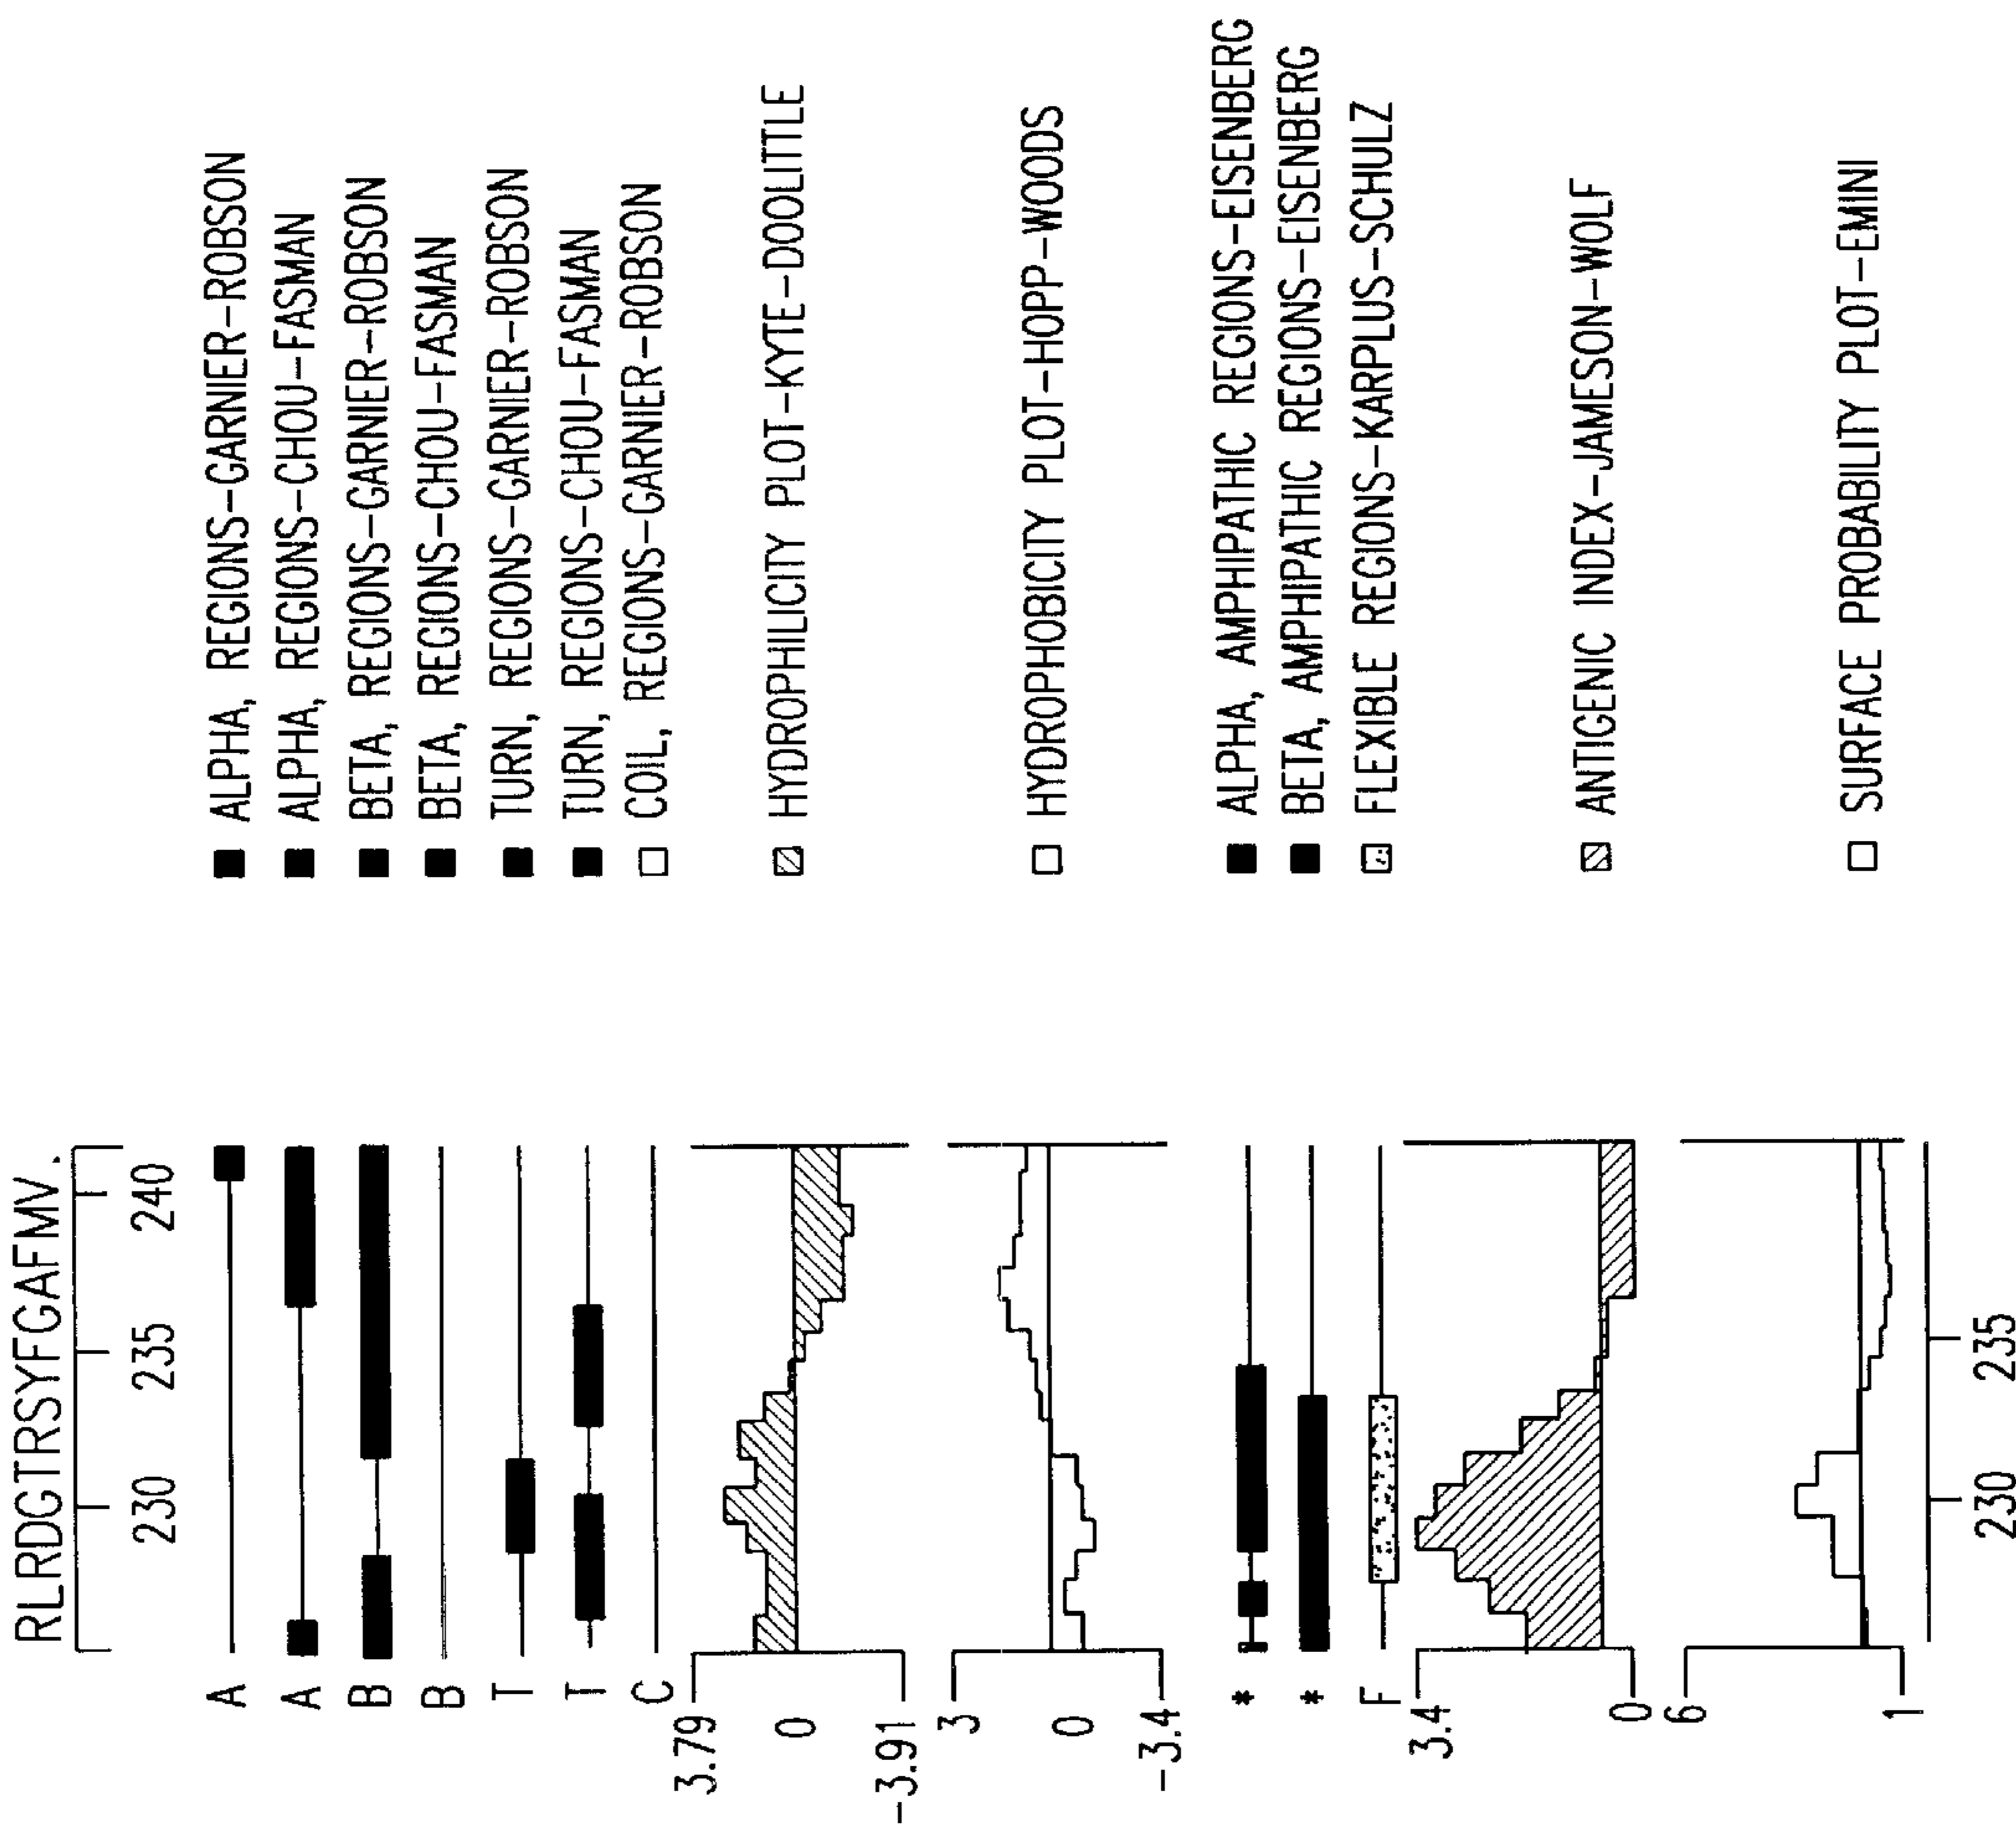 RLRDGTRSYFGAFMV.
230 235 240
A ■ ALPHA, REGIONS-GARNIER-ROBSON
A ■ ALPHA, REGIONS-CHOU-FASMAN
B ■ BETA, REGIONS-GARNIER-ROBSON
B ■ BETA, REGIONS-CHOU-FASMAN
T ■ TURN, REGIONS-GARNIER-ROBSON
T ■ TURN, REGIONS-CHOU-FASMAN
C □ COIL, REGIONS-GARNIER-ROBSON
3.79
0
-3.91
HYDROPHILICITY PLOT-KYTE-DOOLITTLE
3
0
-3.4
□ HYDROPHOBICITY PLOT-HOPP-WOODS
* ■ ALPHA, AMPHIPATHIC REGIONS-EISENBERG
* ■ BETA, AMPHIPATHIC REGIONS-EISENBERG
F FLEXIBLE REGIONS-KARPLUS-SCHULZ
3.4
0
ANTIGENIC INDEX-JAMESON-WOLF
6
1
□ SURFACE PROBABILITY PLOT-EMINI
230 235